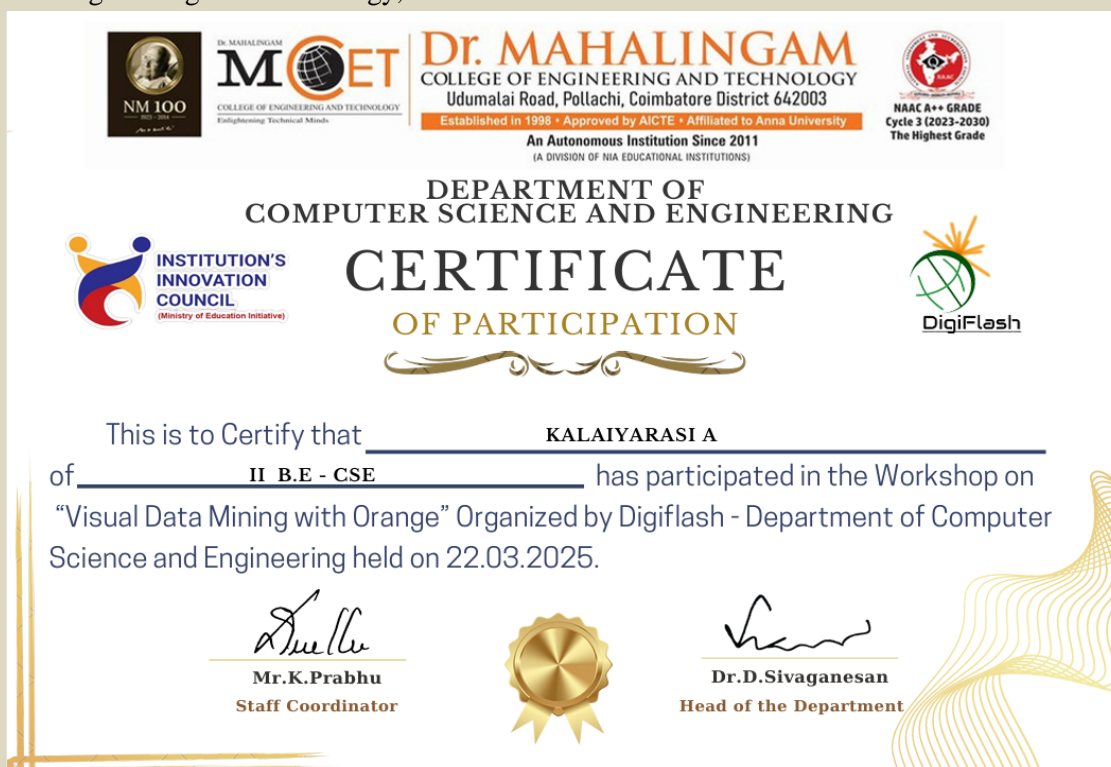 NM 100
1923 - 2014
Dr. MAHALINGAM
MCET
COLLEGE OF ENGINEERING AND TECHNOLOGY
Enlightening Technical Minds
Dr. MAHALINGAM
COLLEGE OF ENGINEERING AND TECHNOLOGY
Udumalai Road, Pollachi, Coimbatore District 642003
Established in 1998 • Approved by AICTE • Affiliated to Anna University
An Autonomous Institution Since 2011
(A DIVISION OF NIA EDUCATIONAL INSTITUTIONS)
NAAC
NAAC A++ GRADE
Cycle 3 (2023-2030)
The Highest Grade
DEPARTMENT OF
COMPUTER SCIENCE AND ENGINEERING
INSTITUTION'S
INNOVATION
COUNCIL
(Ministry of Education Initiative)
CERTIFICATE
OF PARTICIPATION
DigiFlash
This is to Certify that KALAIYARASI A
of II B.E - CSE has participated in the Workshop on
“Visual Data Mining with Orange” Organized by Digiflash - Department of Computer
Science and Engineering held on 22.03.2025.
Mr.K.Prabhu
Staff Coordinator
Dr.D.Sivaganesan
Head of the Department